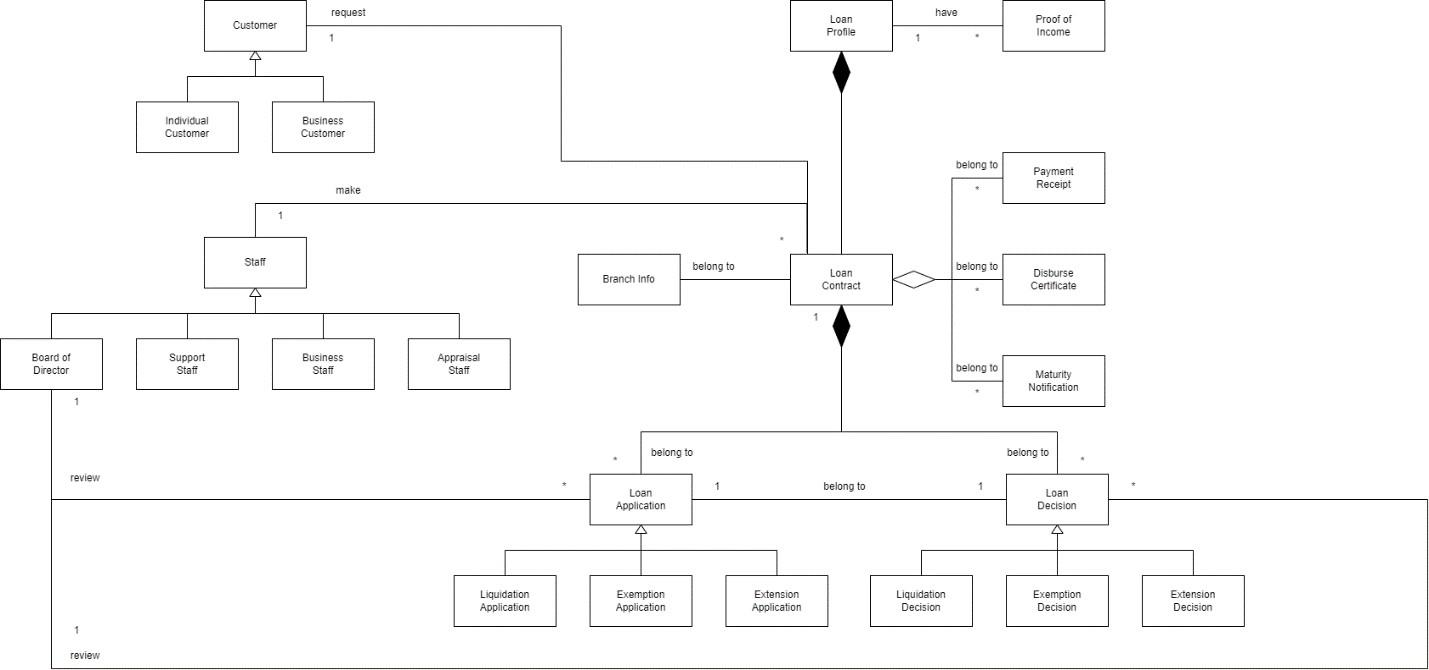 request
Customer
1
Loan
Profile
have
1
*
Proof of
Income
Individual
Customer
Business
Customer
make
1
Staff
*
belong to
*
Payment
Receipt
Branch Info
belong to
Loan
Contract
1
belong to
*
Disburse
Certificate
belong to
*
Maturity
Notification
Board of
Director
1
Support
Staff
Business
Staff
Appraisal
Staff
review
*
*
belong to
Loan
Application
1
belong to
1
belong to
*
Loan
Decision
*
Liquidation
Application
Exemption
Application
Extension
Application
Liquidation
Decision
Exemption
Decision
Extension
Decision
1
review